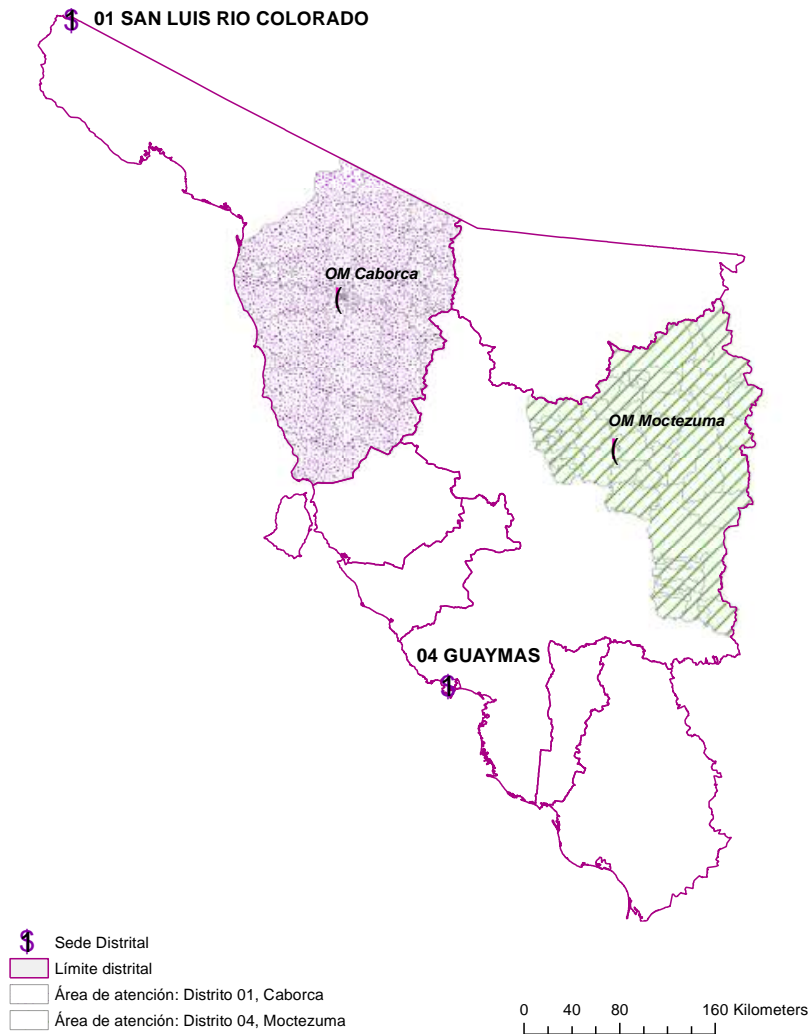 01 SAN LUIS RIO COLORADO
OM Caborca
OM Moctezuma
04 GUAYMAS
Sede Distrital
Límite distrital
Área de atención: Distrito 01, Caborca
Área de atención: Distrito 04, Moctezuma
0 40 80 160 Kilometers